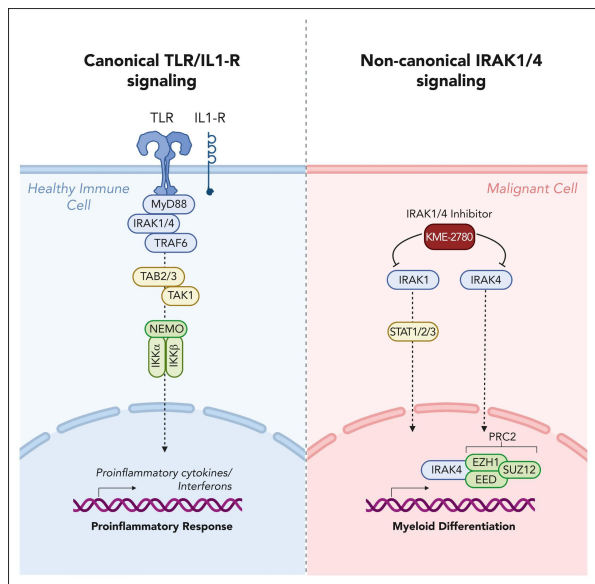 Canonical TLR/IL1-R
signaling
TLR
IL1-R
Healthy Immune
Cell
MyD88
IRAK1/4
TRAF6
TAB2/3
TAK1
NEMO
IKKα
IKKβ
Proinflammatory cytokines/
Interferons
Proinflammatory Response
Non-canonical IRAK1/4
signaling
Malignant Cell
IRAK1/4 Inhibitor
KME-2780
IRAK1
IRAK4
STAT1/2/3
PRC2
IRAK4
EZH1
SUZ12
EED
Myeloid Differentiation